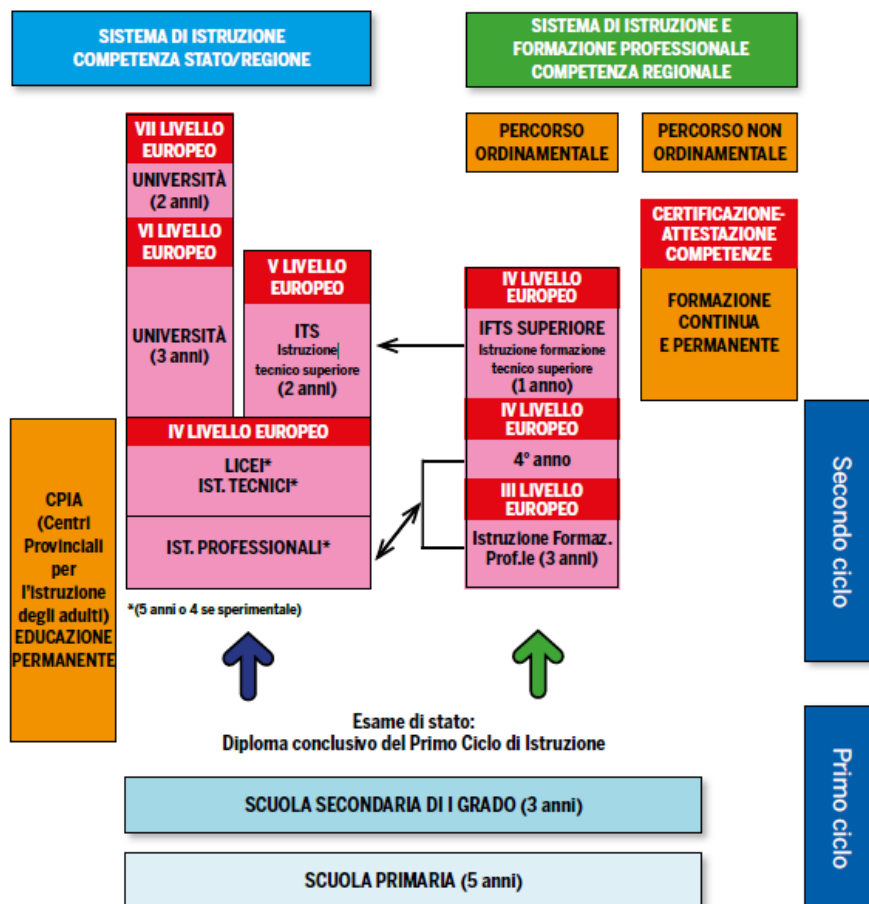 SISTEMA DI ISTRUZIONE
COMPETENZA STATO/REGIONE
SISTEMA DI ISTRUZIONE E
FORMAZIONE PROFESSIONALE
COMPETENZA REGIONALE
PERCORSO
ORDINAMENTALE
PERCORSO NON
ORDINAMENTALE
VII LIVELLO
EUROPEO
UNIVERSITÀ
(2 anni)
VI LIVELLO
EUROPEO
UNIVERSITÀ
(3 anni)
V LIVELLO
EUROPEO
ITS
Istruzione
tecnico superiore
(2 anni)
IV LIVELLO EUROPEO
LICEI*
IST. TECNICI*
IST. PROFESSIONALI*
*(5 anni o 4 se sperimentale)
IV LIVELLO
EUROPEO
IFTS SUPERIORE
Istruzione formazione
tecnico superiore
(1 anno)
IV LIVELLO
EUROPEO
4° anno
III LIVELLO
EUROPEO
Istruzione Formaz.
Prof.le (3 anni)
CERTIFICAZIONE-
ATTESTAZIONE
COMPETENZE
FORMAZIONE
CONTINUA
E PERMANENTE
CPIA
(Centri
Provinciali
per
l'istruzione
degli adulti)
EDUCAZIONE
PERMANENTE
Secondo ciclo
Esame di stato:
Diploma conclusivo del Primo Ciclo di Istruzione
SCUOLA SECONDARIA DI I GRADO (3 anni)
SCUOLA PRIMARIA (5 anni)
Primo ciclo